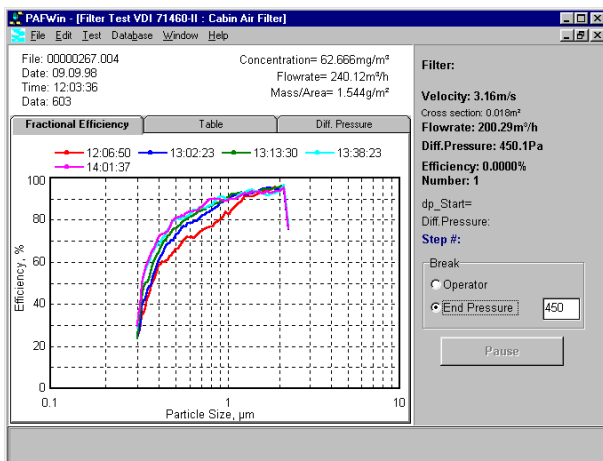 PAFWin - [Filter Test VDI 71460-II : Cabin Air Filter]
File Edit Test Database Window Help
File: 00000267.004
Date: 09.09.98
Time: 12:03:36
Data: 603
Concentration= 62.666mg/m³
Flowrate= 240.12m³/h
Mass/Area= 1.544g/m²
Fractional Efficiency
Table
Diff. Pressure
12:06:50 13:02:23 13:13:30 13:38:23
14:01:37
Efficiency, %
100
80
60
40
20
0
0.1 1 10
Particle Size, µm
Filter:
Velocity: 3.16m/s
Cross section: 0.018m²
Flowrate: 200.29m³/h
Diff.Pressure: 450.1Pa
Efficiency: 0.0000%
Number: 1
dp_Start=
Diff.Pressure:
Step #:
Break
Operator
End Pressure 450
Pause